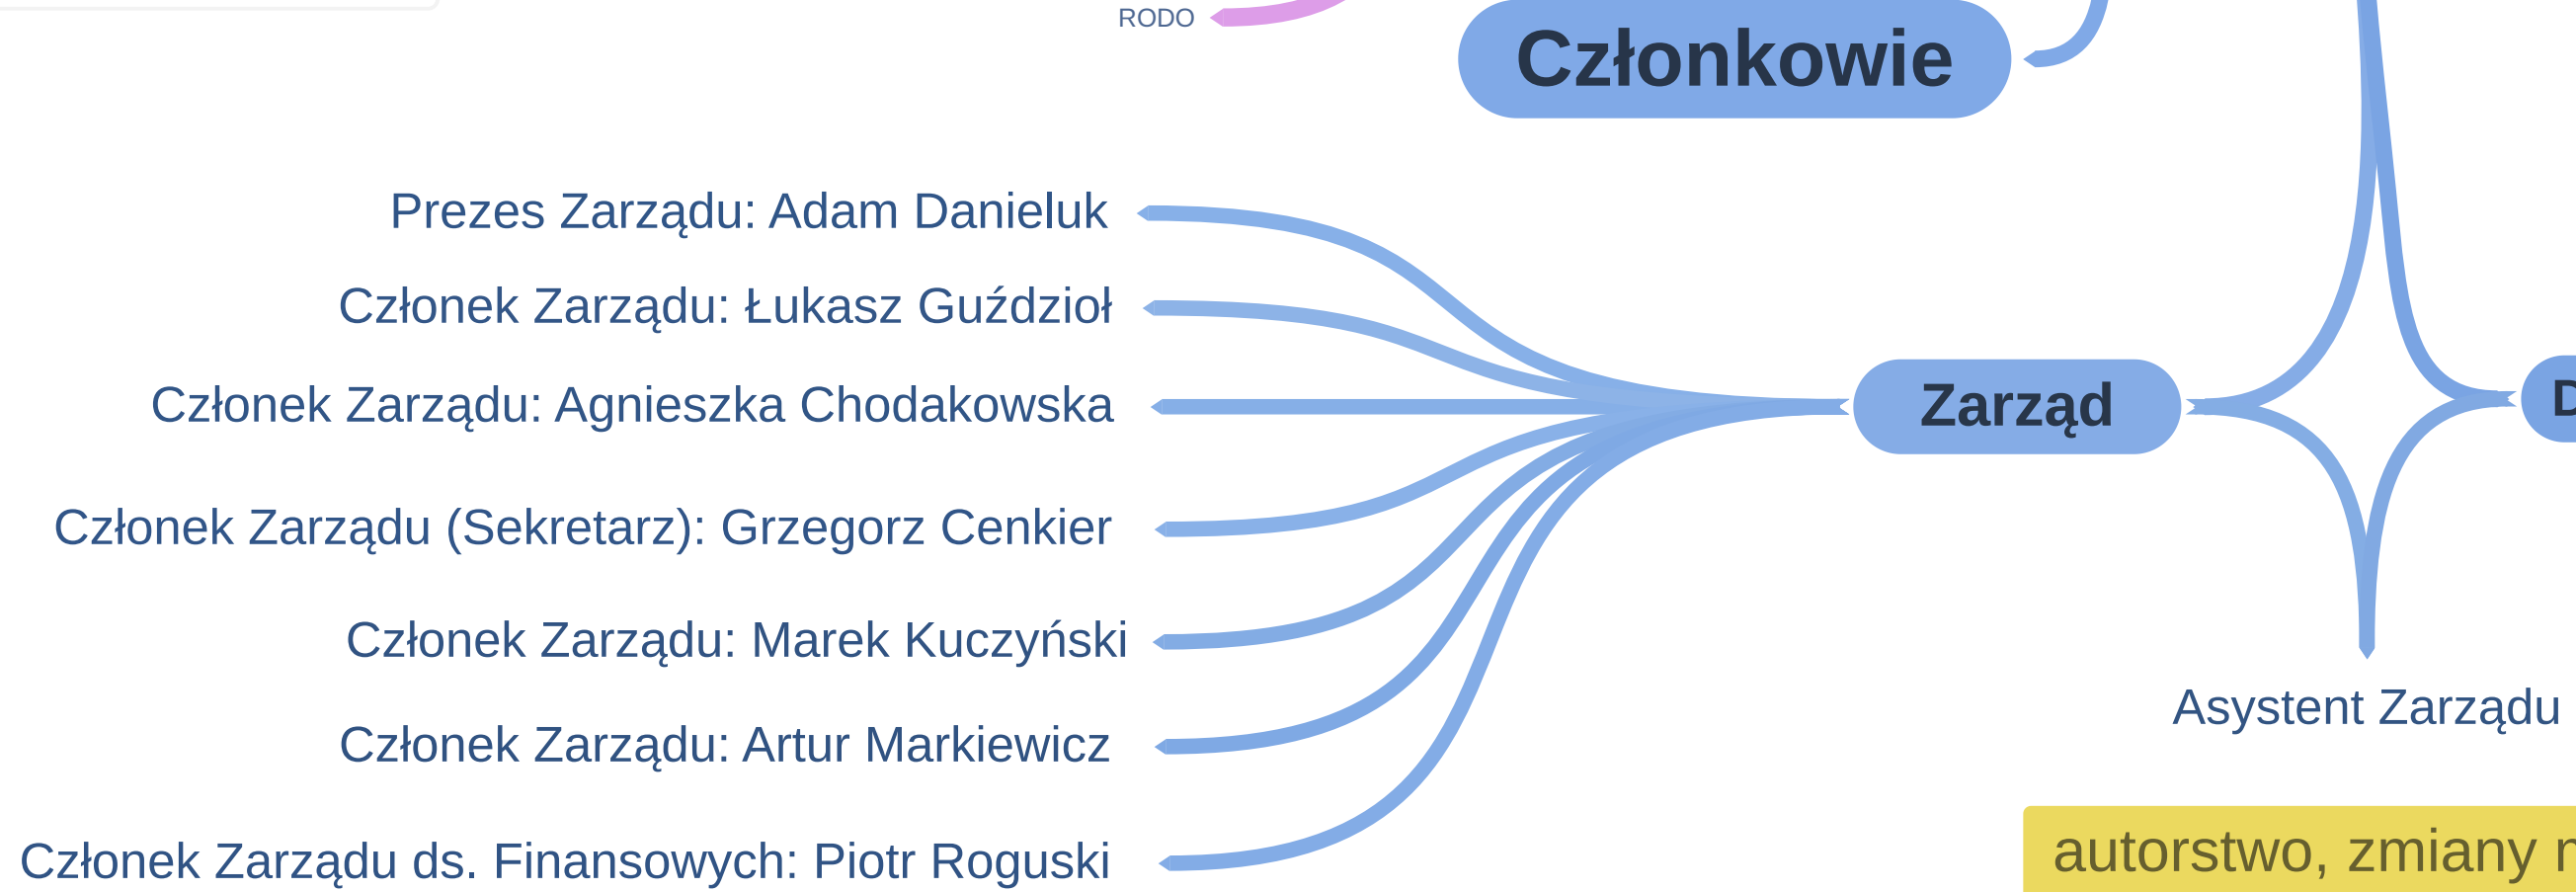 RODO
Członkowie
Prezes Zarządu: Adam Danieluk
Członek Zarządu: Łukasz Guździoł
Członek Zarządu: Agnieszka Chodakowska
Zarząd
D
Członek Zarządu (Sekretarz): Grzegorz Cenkier
Członek Zarządu: Marek Kuczyński
Asystent Zarządu
Członek Zarządu: Artur Markiewicz
Członek Zarządu ds. Finansowych: Piotr Roguski
autorstwo, zmiany